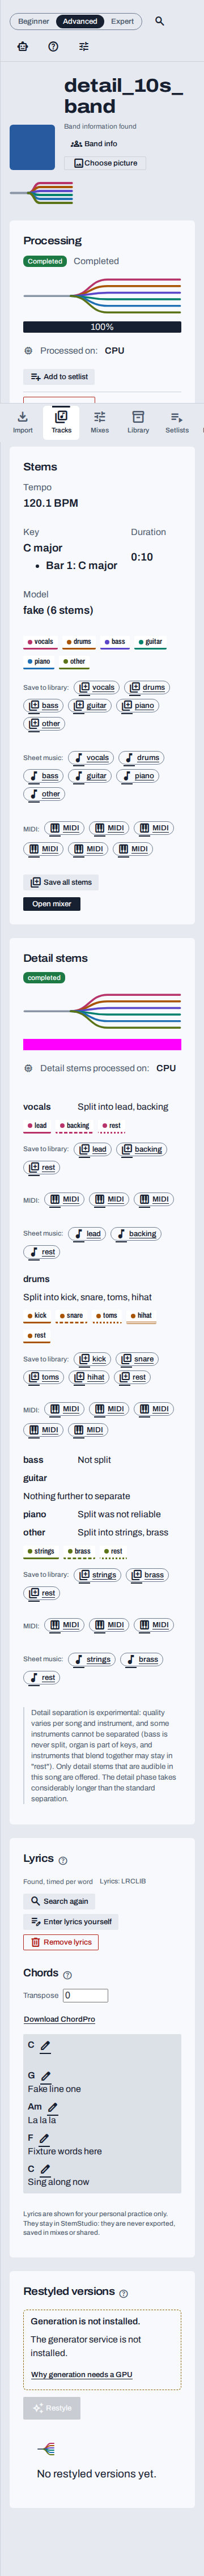 Beginner Advanced Expert
detail_10s_
band
Band information found
Band info
Choose picture
Processing
Completed Completed
100%
Processed on: CPU
Add to setlist
Import Tracks Mixes Library Setlists
Stems
Tempo
120.1 BPM
Key Duration
C major
Bar 1: C major
0:10
Model
fake (6 stems)
vocals drums bass guitar
piano other
Save to library: vocals drums
bass guitar piano
other
Sheet music: vocals drums
bass guitar piano
other
MIDI: MIDI MIDI MIDI
MIDI MIDI MIDI
Save all stems
Open mixer
Detail stems
completed
Detail stems processed on: CPU
vocals Split into lead, backing
lead backing rest
Save to library: lead backing
rest
MIDI: MIDI MIDI MIDI
Sheet music: lead backing
rest
drums
Split into kick, snare, toms, hihat
kick snare toms hihat
rest
Save to library: kick snare
toms hihat rest
MIDI: MIDI MIDI MIDI
MIDI MIDI
bass Not split
guitar
Nothing further to separate
piano Split was not reliable
other Split into strings, brass
strings brass rest
Save to library: strings brass
rest
MIDI: MIDI MIDI MIDI
Sheet music: strings brass
rest
Detail separation is experimental: quality
varies per song and instrument, and some
instruments cannot be separated (bass is
never split, organ is part of keys, and
instruments that blend together may stay in
"rest"). Only detail stems that are audible in
this song are offered. The detail phase takes
considerably longer than the standard
separation.
Lyrics
Found, timed per word Lyrics: LRCLIB
Search again
Enter lyrics yourself
Remove lyrics
Chords
Transpose 0
Download ChordPro
C
G
Fake line one
Am
La la la
F
Fixture words here
C
Sing along now
Lyrics are shown for your personal practice only.
They stay in StemStudio: they are never exported,
saved in mixes or shared.
Restyled versions
Generation is not installed.
The generator service is not
installed.
Why generation needs a GPU
Restyle
No restyled versions yet.